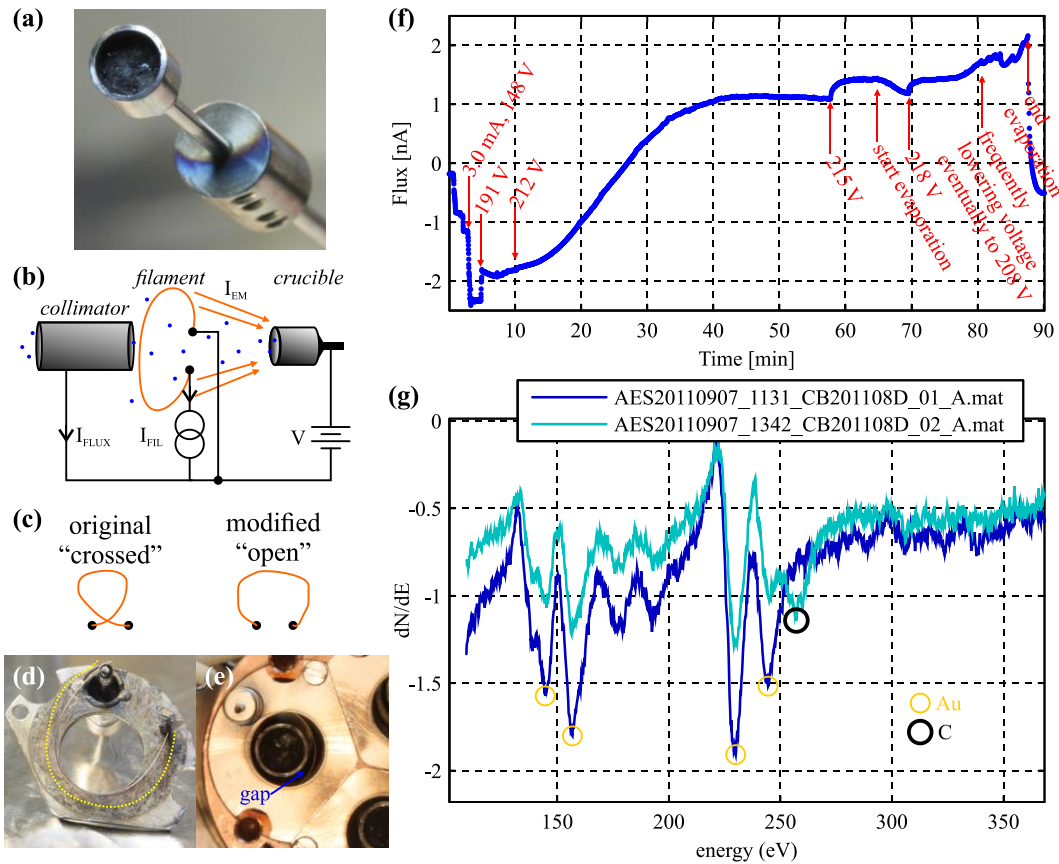 (a)
(b)
filament
crucible
collimator
I_EM
I_FLUX
I_FIL
V
(c)
original
“crossed”
modified
“open”
(d)
(e)
gap
(f)
Flux [nA]
2
1
0
-1
-2
3.0 mA, 148 V
191 V
212 V
215 V
start evaporation
218 V
frequently
lowering voltage
eventually to 208 V
end
evaporation
10 20 30 40 50 60 70 80 90
Time [min]
(g)
AES20110907_1131_CB201108D_01_A.mat
AES20110907_1342_CB201108D_02_A.mat
dN/dE
0
-0.5
-1
-1.5
-2
Au
C
150 200 250 300 350
energy (eV)